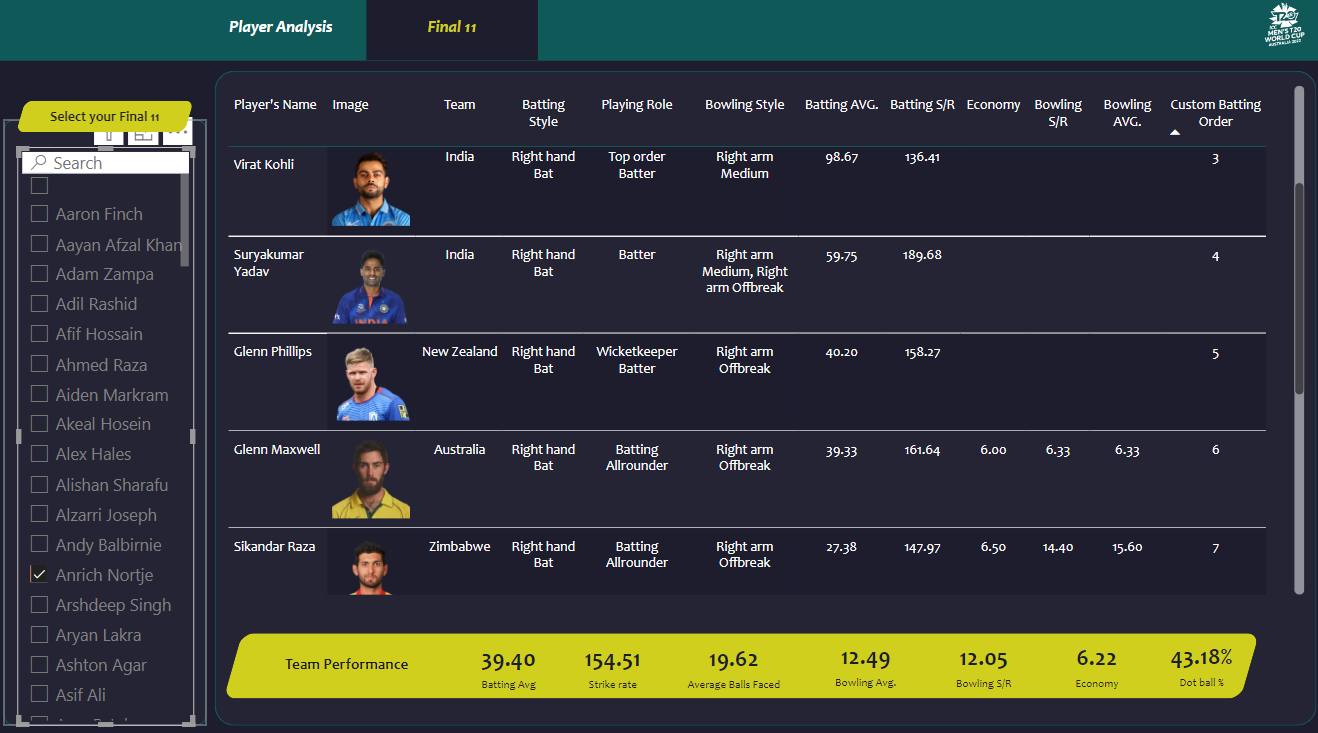 Player Analysis
Final 11
T20
MEN'S T20
WORLD CUP
AUSTRALIA 2022
Select your Final 11
Search
Aaron Finch
Aayan Afzal Khan
Adam Zampa
Adil Rashid
Afif Hossain
Ahmed Raza
Aiden Markram
Akeal Hosein
Alex Hales
Alishan Sharafu
Alzarri Joseph
Andy Balbirnie
Anrich Nortje
Arshdeep Singh
Aryan Lakra
Ashton Agar
Asif Ali
Player's Name Image Team Batting Style Playing Role Bowling Style Batting AVG. Batting S/R Economy Bowling S/R Bowling AVG. Custom Batting Order
Virat Kohli India Right hand Bat Top order Batter Right arm Medium 98.67 136.41 3
Suryakumar Yadav India Right hand Bat Batter Right arm Medium, Right arm Offbreak 59.75 189.68 4
INDIA
Glenn Phillips New Zealand Right hand Bat Wicketkeeper Batter Right arm Offbreak 40.20 158.27 5
Glenn Maxwell Australia Right hand Bat Batting Allrounder Right arm Offbreak 39.33 161.64 6.00 6.33 6.33 6
Sikandar Raza Zimbabwe Right hand Bat Batting Allrounder Right arm Offbreak 27.38 147.97 6.50 14.40 15.60 7
Team Performance
39.40 154.51 19.62 12.49 12.05 6.22 43.18%
Batting Avg Strike rate Average Balls Faced Bowling Avg. Bowling S/R Economy Dot ball %